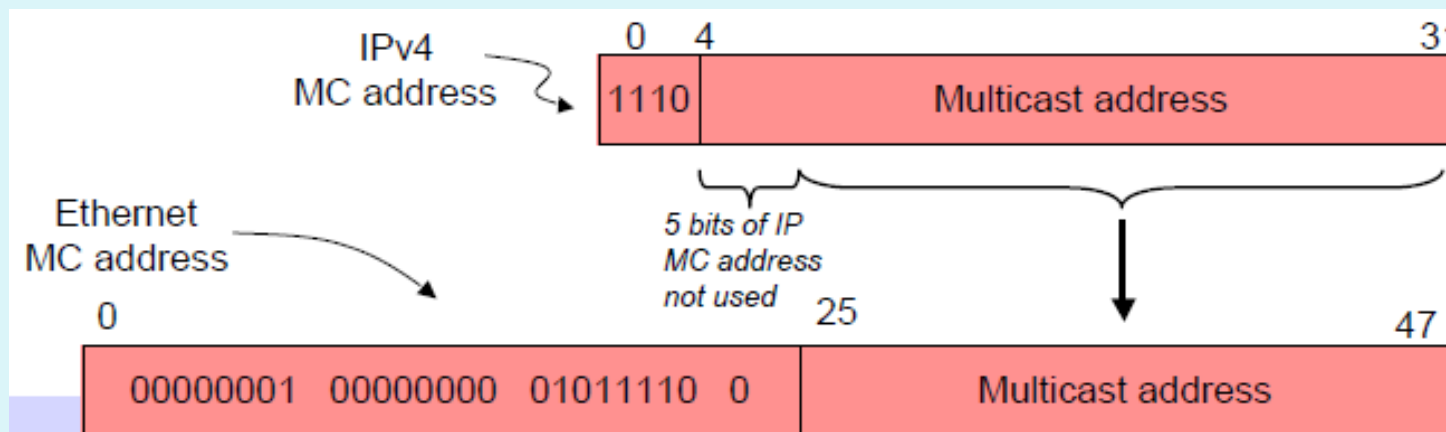 IPv4
MC address
0 4 31
1110 Multicast address
5 bits of IP
MC address
not used
Ethernet
MC address
0 25 47
00000001 00000000 01011110 0 Multicast address